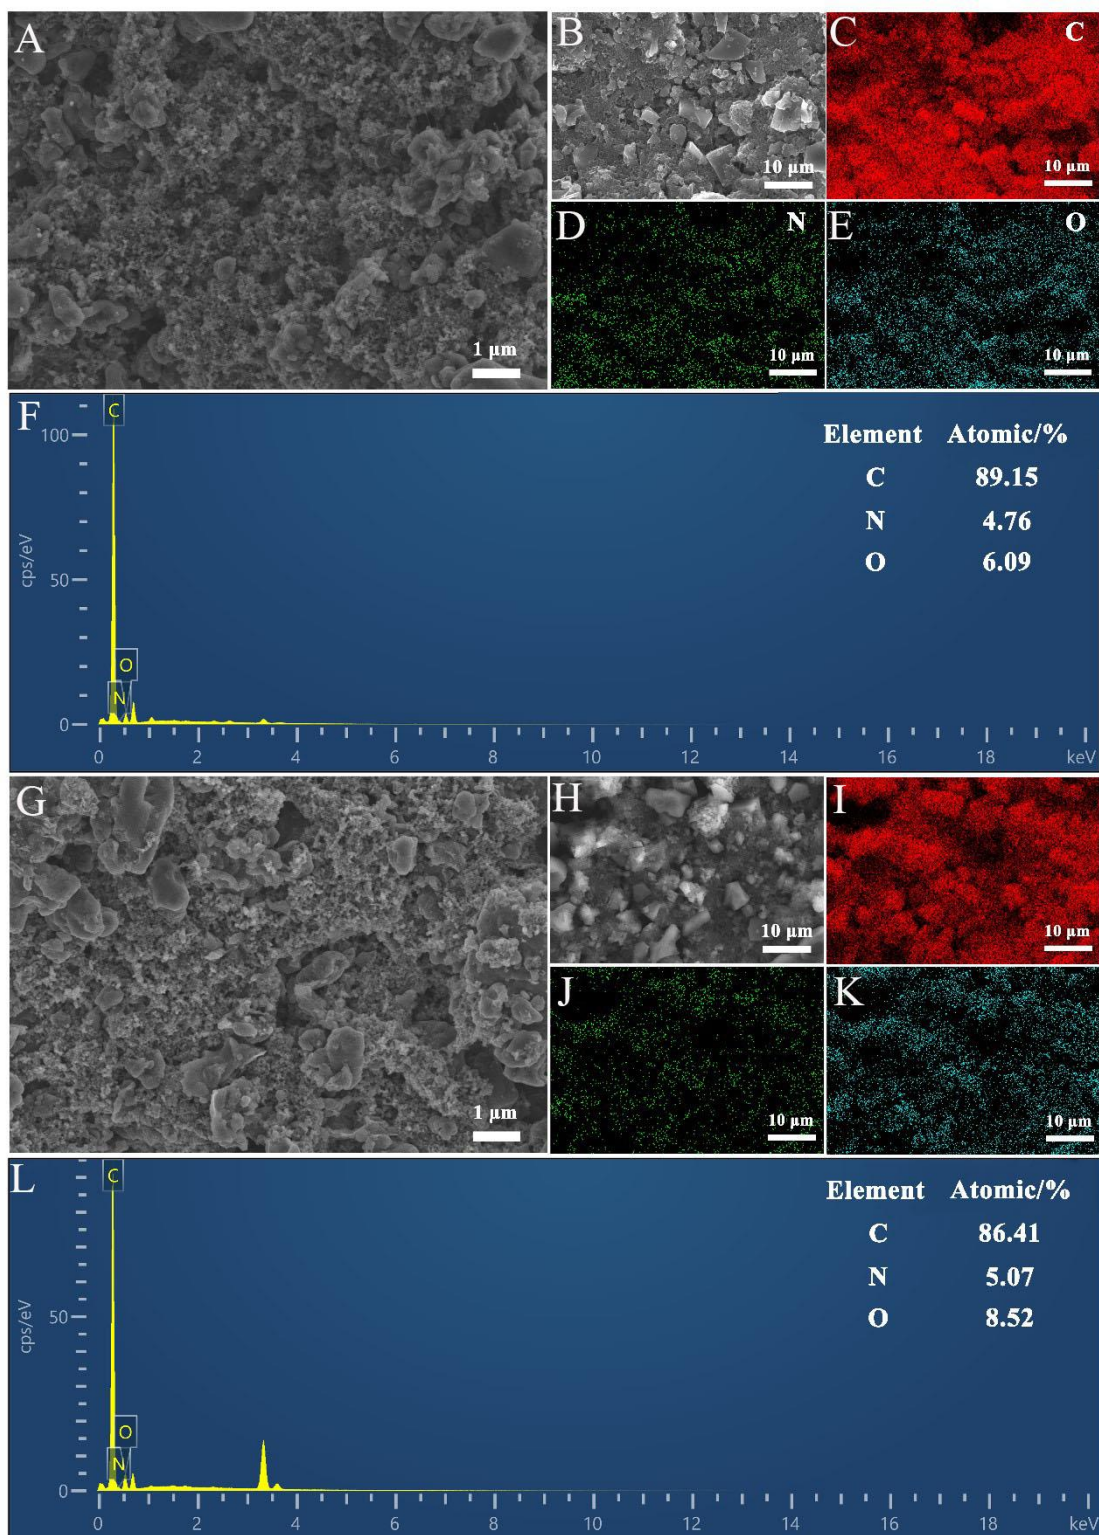 A
1 μm
B
10 μm
C
C
10 μm
D
N
10 μm
E
O
10 μm
F
C
Element Atomic/%
C 89.15
N 4.76
O 6.09
100
50
0
cps/eV
O
N
0 2 4 6 8 10 12 14 16 18 keV
G
1 μm
H
10 μm
I
10 μm
J
10 μm
K
10 μm
L
C
Element Atomic/%
C 86.41
N 5.07
O 8.52
50
0
cps/eV
O
N
0 2 4 6 8 10 12 14 16 18 keV